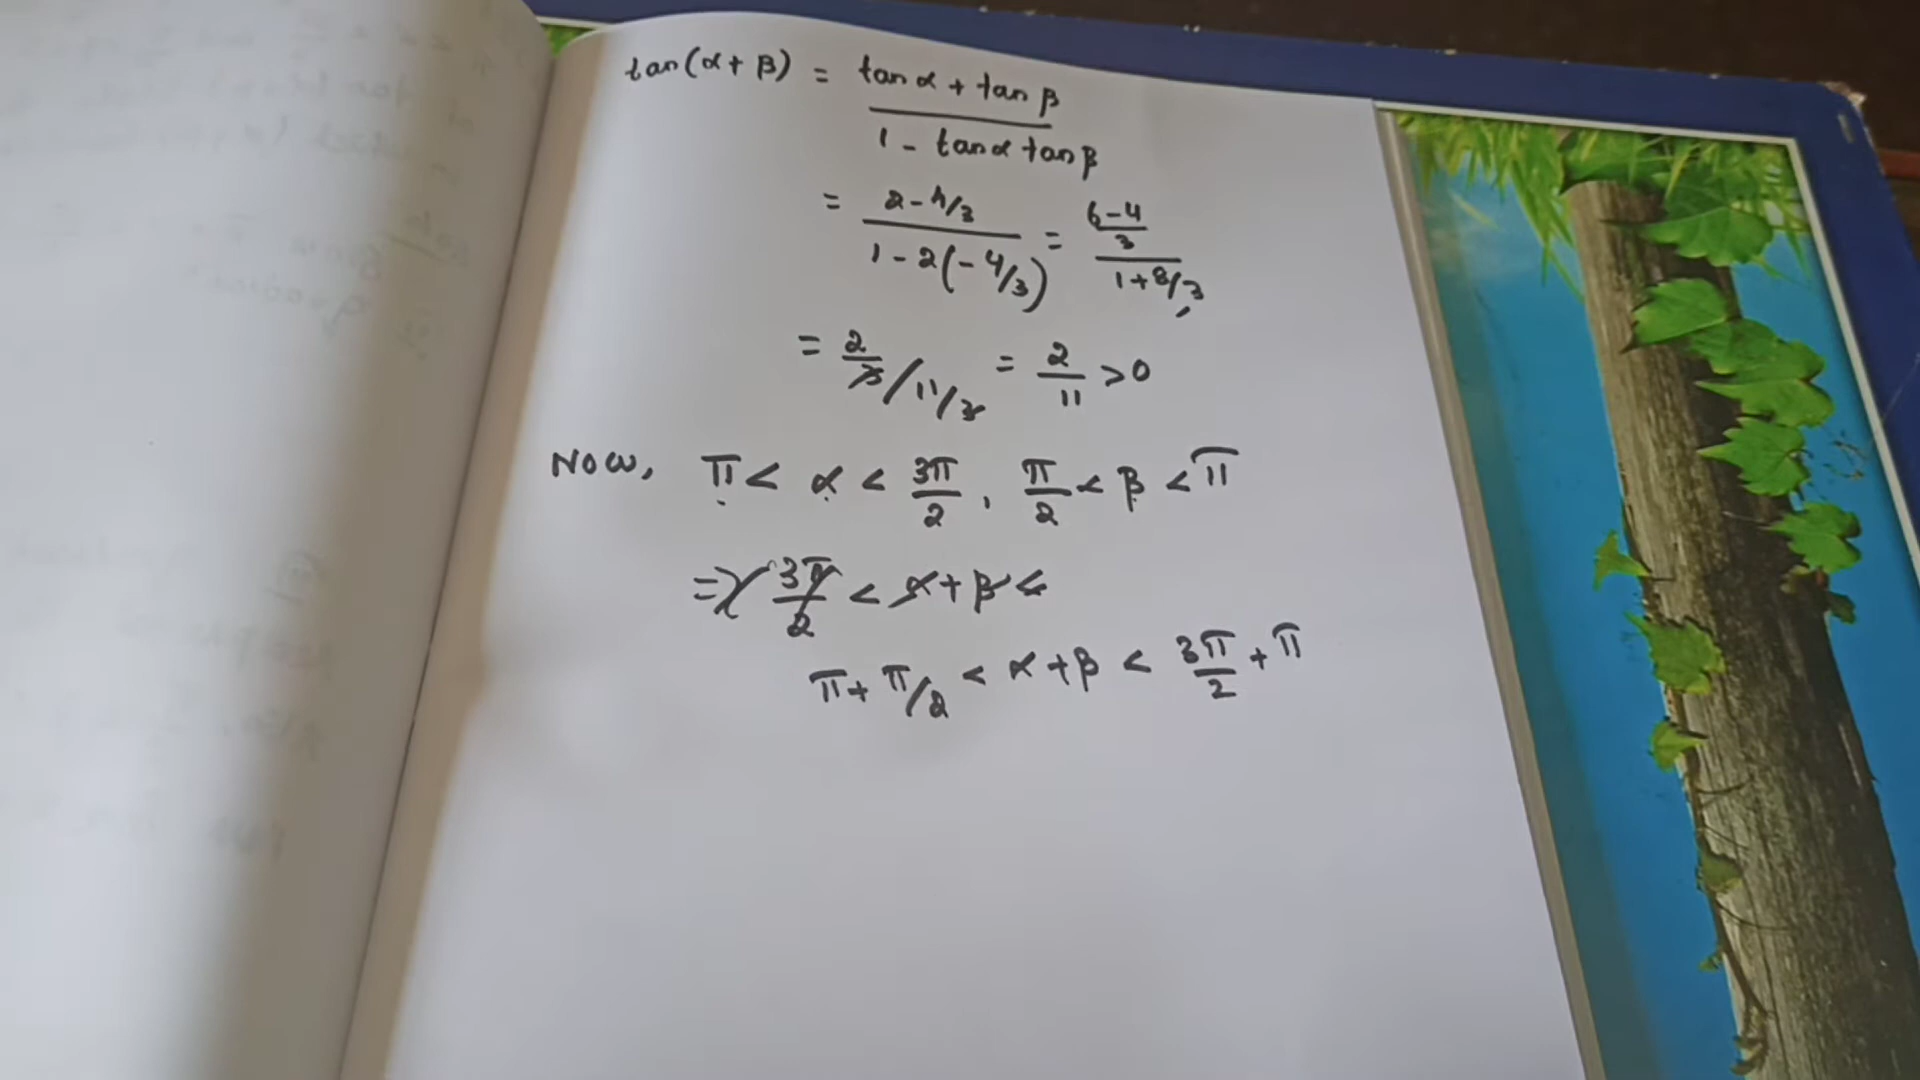 tan(α+β) = tanα + tanβ / 1 - tanα tanβ
= 2-4/3 / 1-2(-4/3) = 6-4/3 / 1+8/3
= 2/3 / 11/3 = 2/11 > 0
Now, π < α < 3π/2, π/2 < β < π
=> 3π/2 < α+β <
π+π/2 < α+β < 3π/2 + π